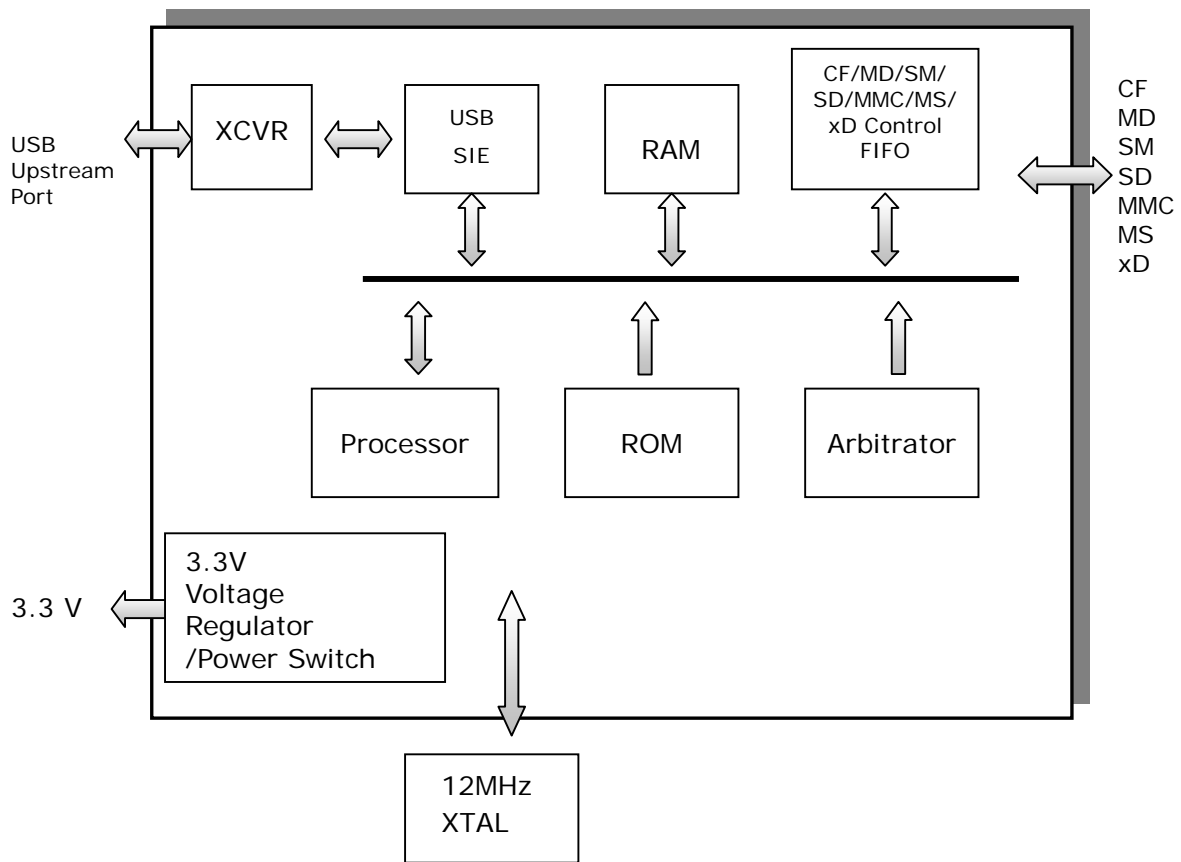 USB
Upstream
Port
XCVR
USB
SIE
RAM
CF/MD/SM/
SD/MMC/MS/
xD Control
FIFO
CF
MD
SM
SD
MMC
MS
xD
Processor
ROM
Arbitrator
3.3 V
3.3V
Voltage
Regulator
/Power Switch
12MHz
XTAL